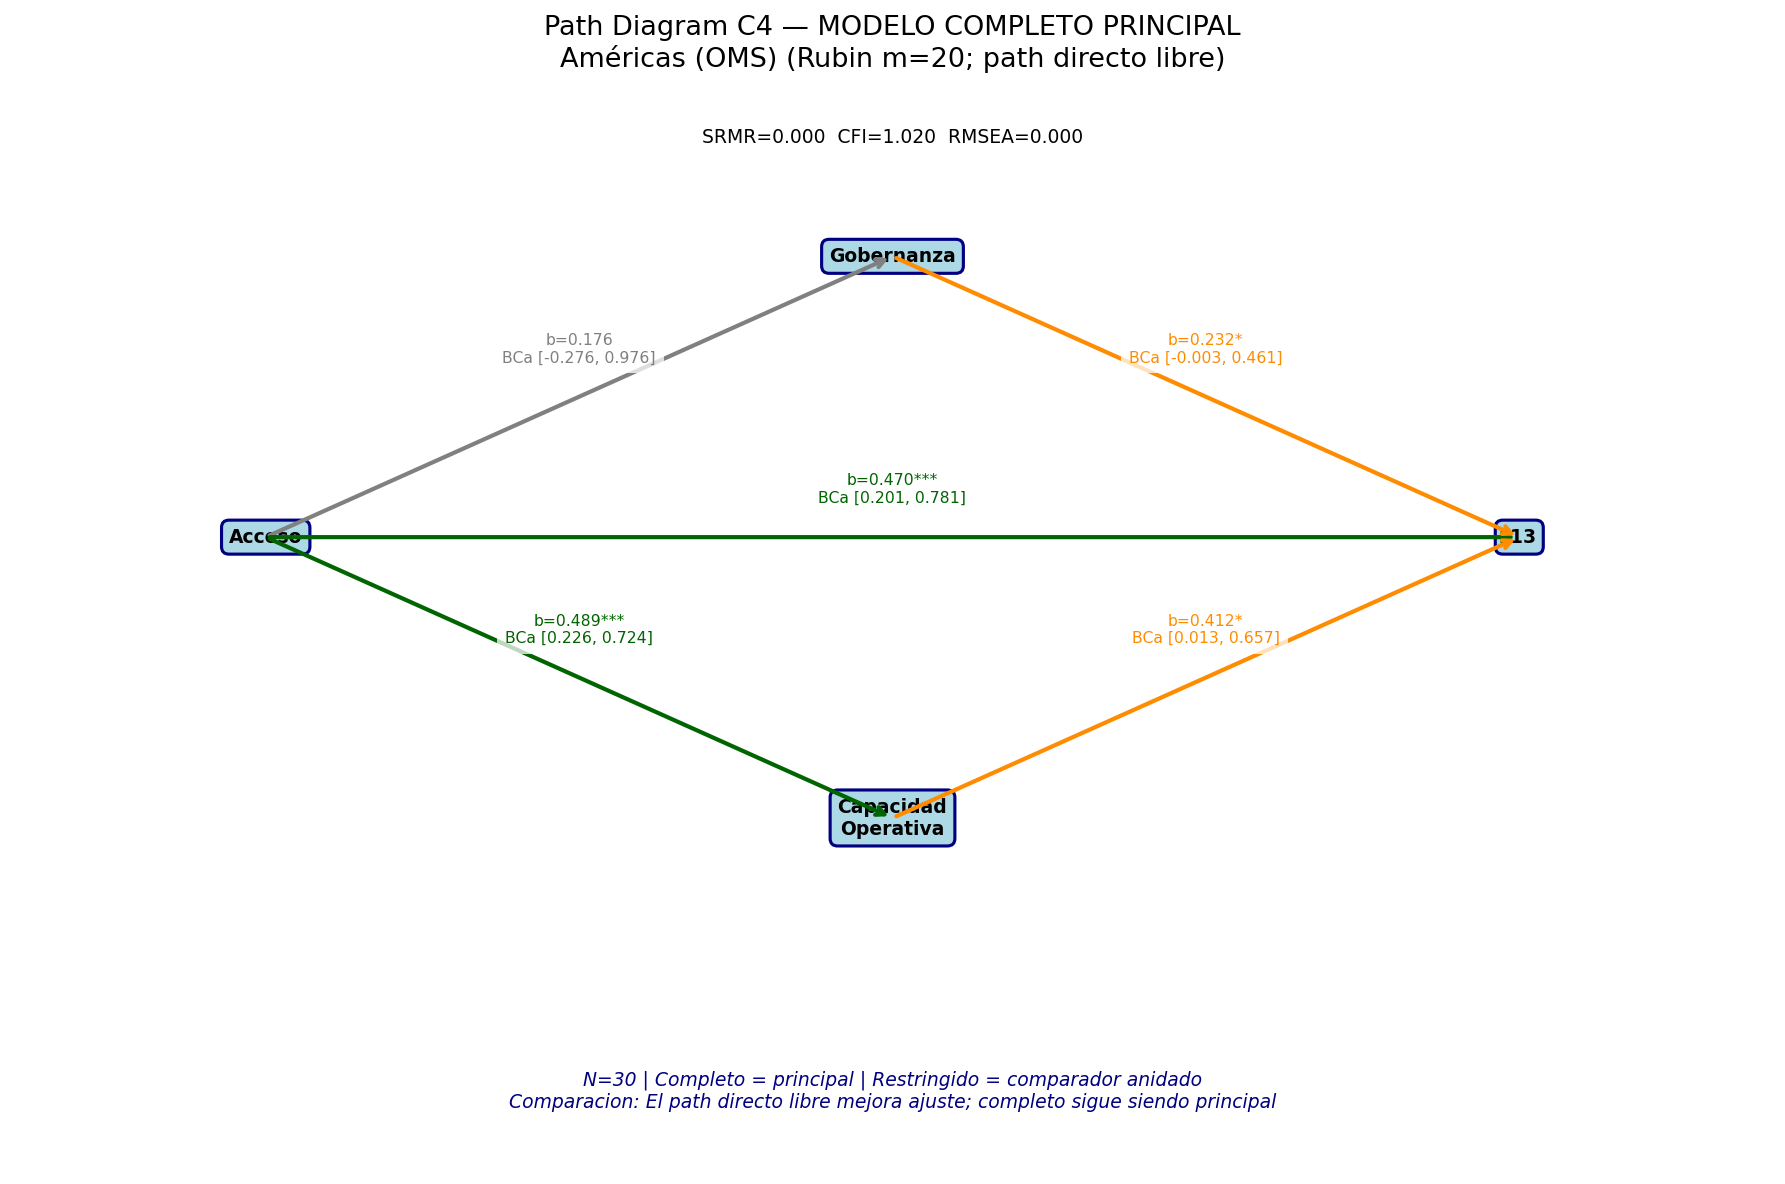 Path Diagram C4 — MODELO COMPLETO PRINCIPAL
Américas (OMS) (Rubin m=20; path directo libre)
SRMR=0.000  CFI=1.020  RMSEA=0.000
Gobernanza
b=0.176
BCa [-0.276, 0.976]
b=0.232*
BCa [-0.003, 0.461]
b=0.470***
BCa [0.201, 0.781]
Acceso
13
b=0.489***
BCa [0.226, 0.724]
b=0.412*
BCa [0.013, 0.657]
Capacidad
Operativa
N=30 | Completo = principal | Restringido = comparador anidado
Comparacion: El path directo libre mejora ajuste; completo sigue siendo principal